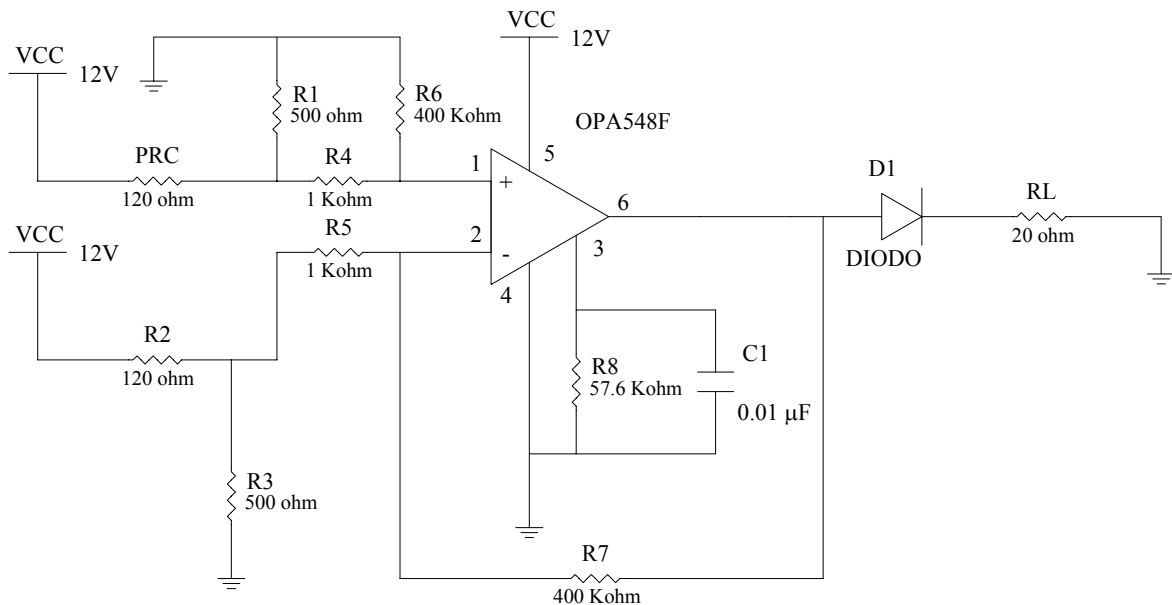 VCC
12V
VCC
12V
R1
500 ohm
R6
400 Kohm
OPA548F
PRC
120 ohm
R4
1 Kohm
1
+
5
6
D1
DIODO
RL
20 ohm
VCC
12V
R5
1 Kohm
2
-
3
4
R2
120 ohm
R8
57.6 Kohm
C1
0.01 µF
R3
500 ohm
R7
400 Kohm